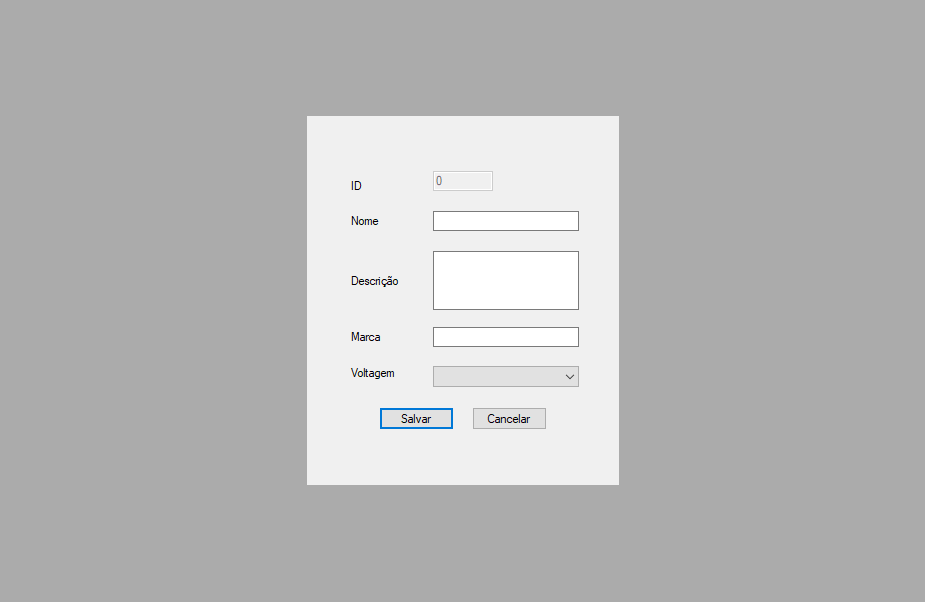 ID
0
Nome
Descrição
Marca
Voltagem
Salvar
Cancelar